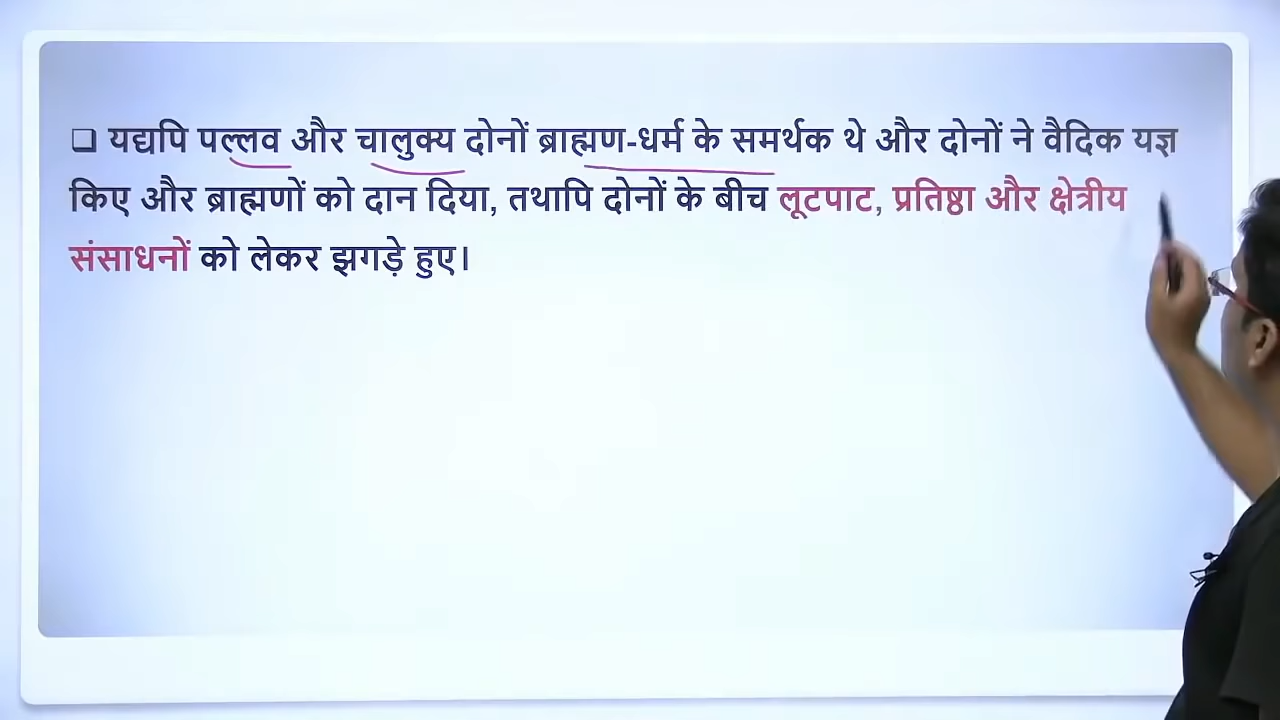 ❑ यद्यपि पल्लव और चालुक्य दोनों ब्राह्मण-धर्म के समर्थक थे और दोनों ने वैदिक यज्ञ
किए और ब्राह्मणों को दान दिया, तथापि दोनों के बीच लूटपाट, प्रतिष्ठा और क्षेत्रीय
संसाधनों को लेकर झगड़े हुए।